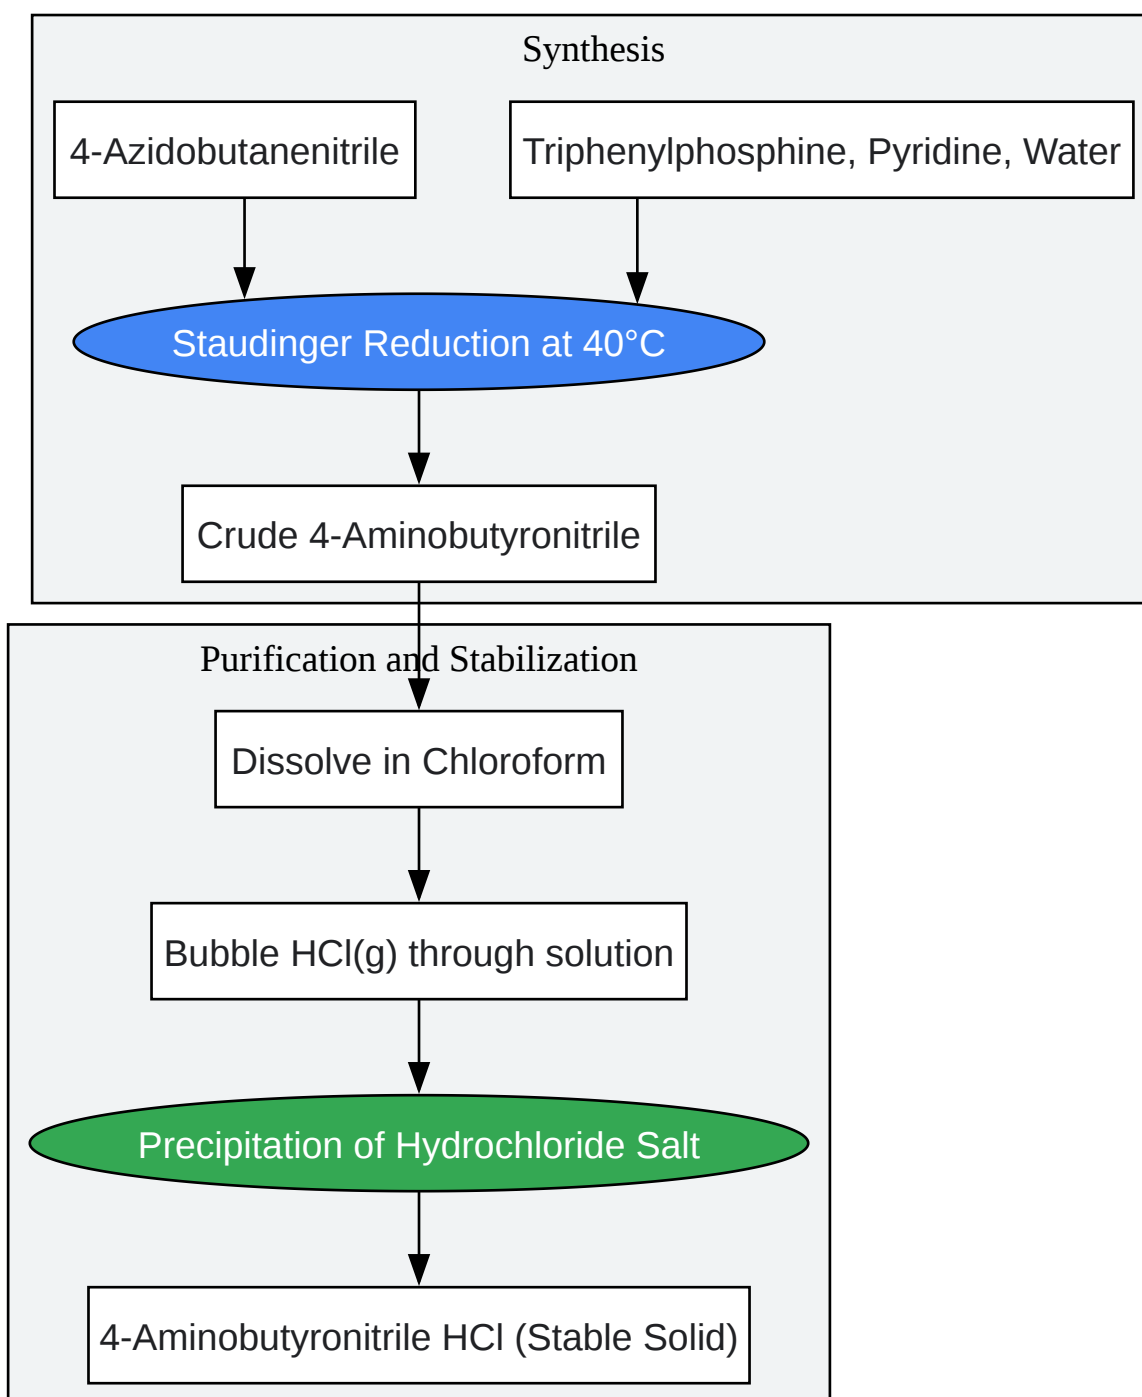 Synthesis
4-Azidobutanenitrile
Triphenylphosphine, Pyridine, Water
Staudinger Reduction at 40°C
Crude 4-Aminobutyronitrile
Purification and Stabilization
Dissolve in Chloroform
Bubble HCl(g) through solution
Precipitation of Hydrochloride Salt
4-Aminobutyronitrile HCl (Stable Solid)